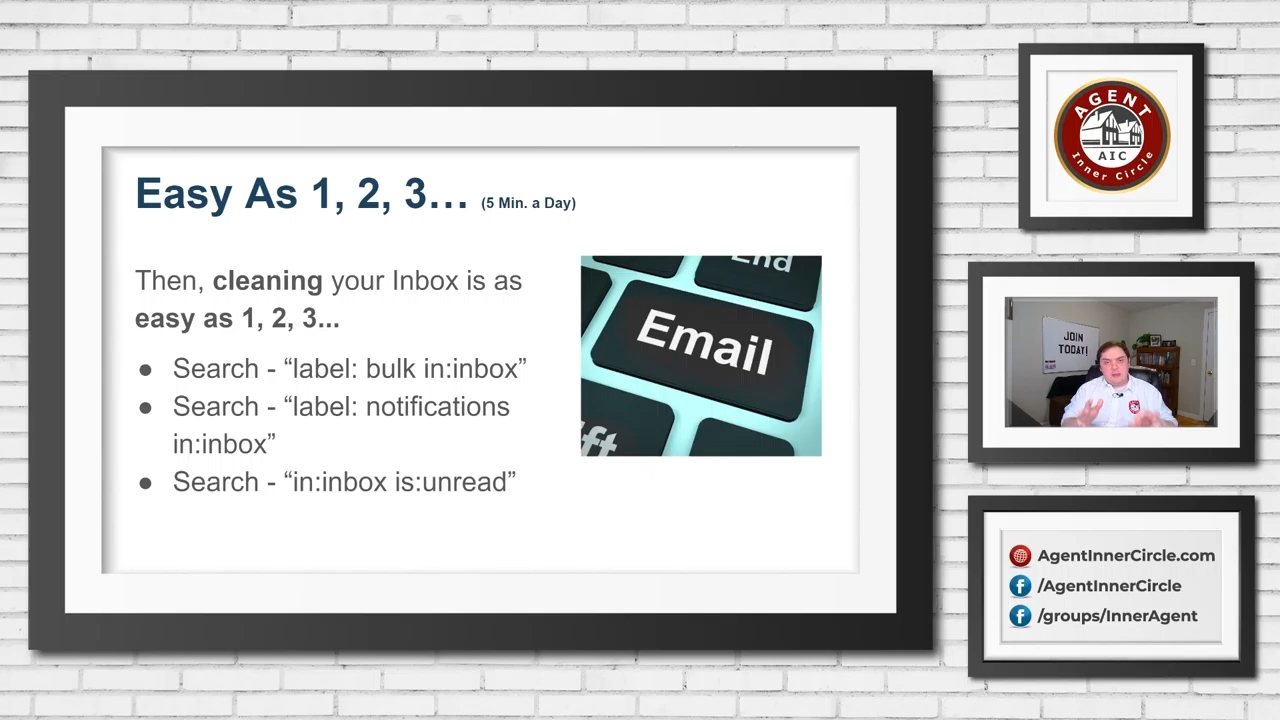 Easy As 1, 2, 3... (5 Min. a Day)
Then, cleaning your Inbox is as
easy as 1, 2, 3...
● Search - “label: bulk in:inbox”
● Search - “label: notifications
in:inbox”
● Search - “in:inbox is:unread”
End
Email
ift
AGENT
AIC
Inner Circle
JOIN
TODAY!
AgentInnerCircle.com
/AgentInnerCircle
/groups/InnerAgent